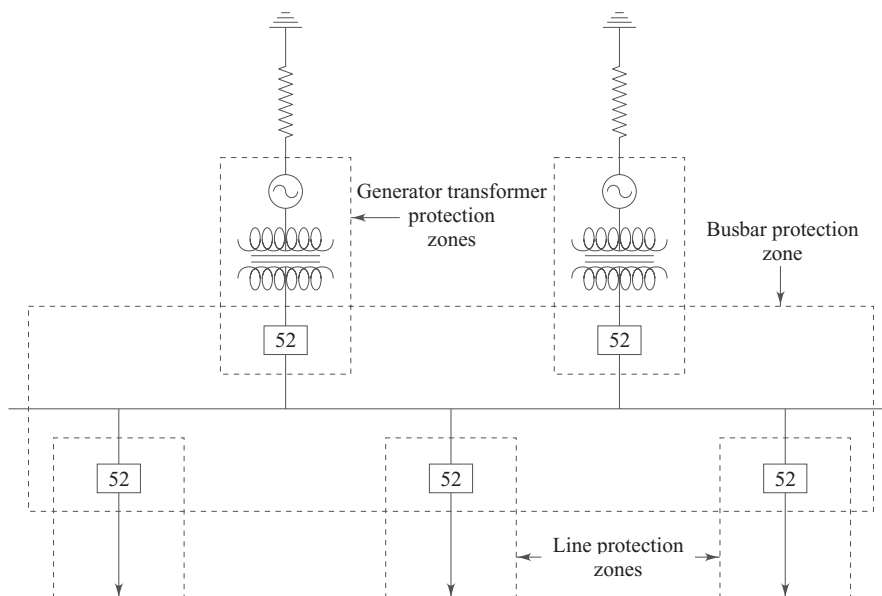 Generator transformer
protection
zones
Busbar protection
zone
52
52
52
52
52
Line protection
zones